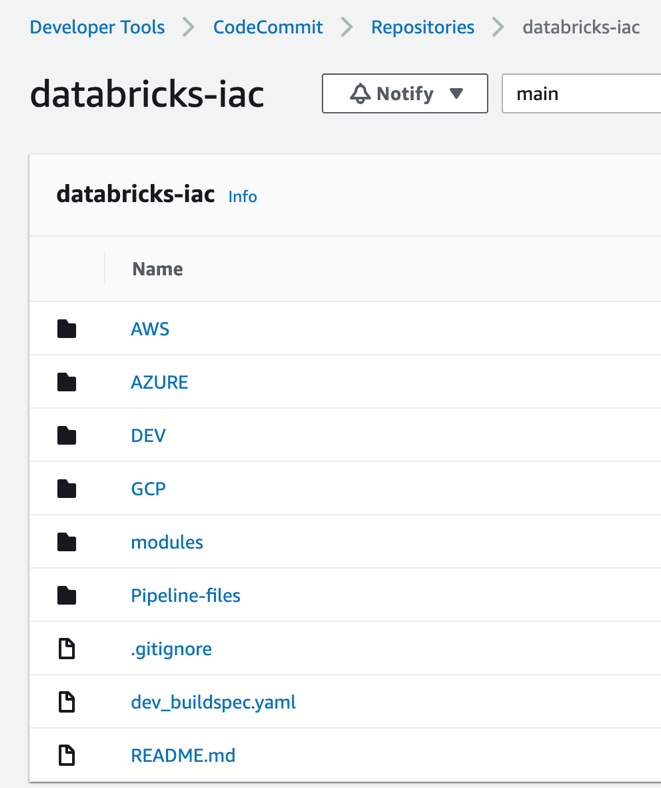 Developer Tools > CodeCommit > Repositories > databricks-iac
databricks-iac Notify ▼ main
databricks-iac Info
Name
AWS
AZURE
DEV
GCP
modules
Pipeline-files
.gitignore
dev_buildspec.yaml
README.md